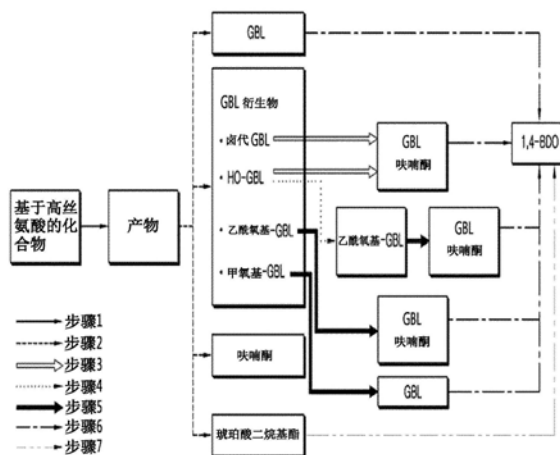 GBL
GBL 衍生物
· 卤代 GBL
· HO-GBL
· 乙酰氧基-GBL
· 甲氧基-GBL
GBL
呋喃酮
1,4-BDO
基于高丝
氨酸的化
合物
产物
乙酰氧基-GBL
GBL
呋喃酮
GBL
呋喃酮
呋喃酮
GBL
琥珀酸二烷基酯
步骤1
步骤2
步骤3
步骤4
步骤5
步骤6
步骤7